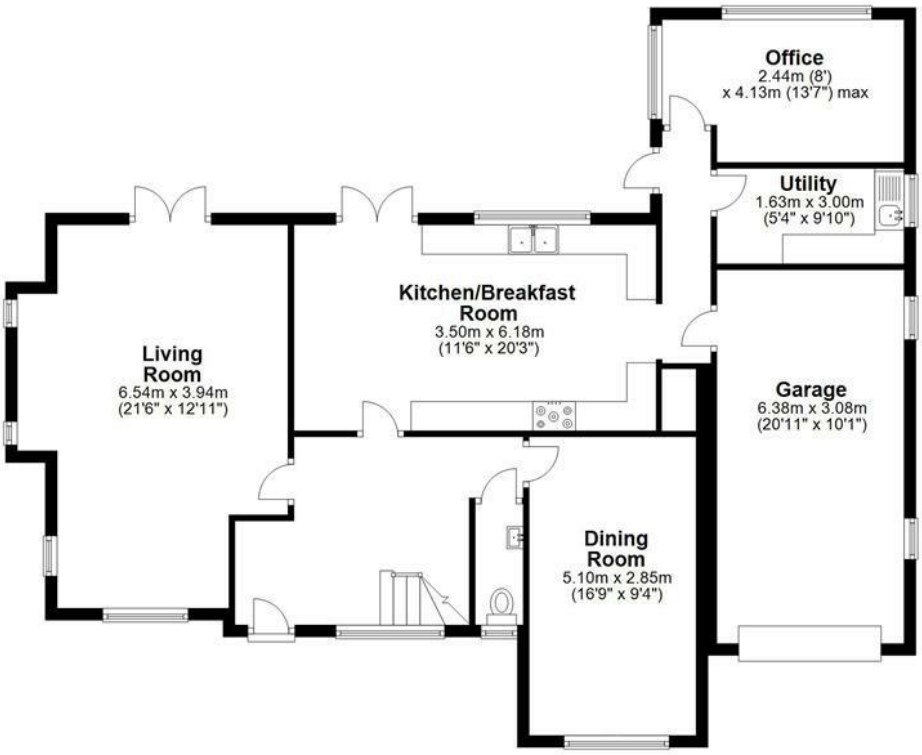 Office
2.44m (8')
x 4.13m (13'7") max
Utility
1.63m x 3.00m
(5'4" x 9'10")
Kitchen/Breakfast
Room
3.50m x 6.18m
(11'6" x 20'3")
Living
Room
6.54m x 3.94m
(21'6" x 12'11")
Garage
6.38m x 3.08m
(20'11" x 10'1")
Dining
Room
5.10m x 2.85m
(16'9" x 9'4")